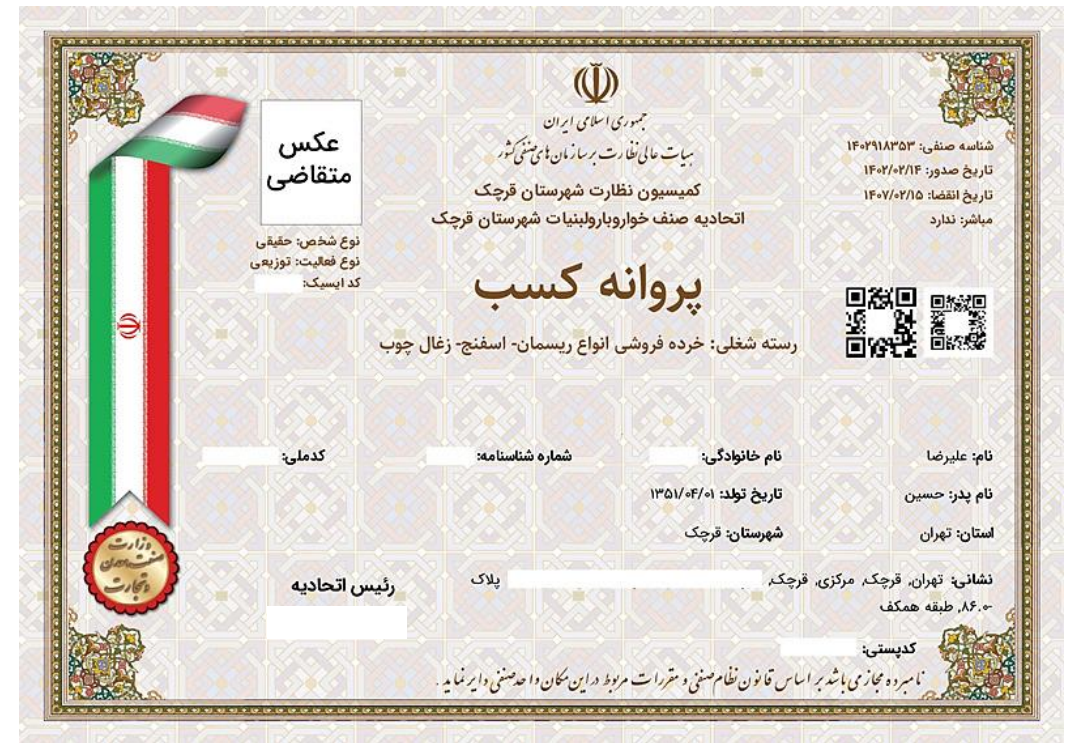 جمهوری اسلامی ایران
هیات عالی نظارت بر سازمان های صنفی کشور
کمیسیون نظارت شهرستان قرچک
اتحادیه صنف خواروبارولبنیات شهرستان قرچک
شناسه صنفی: ۱۴۰۲۹۱۸۳۵۳
تاریخ صدور: ۱۴۰۲/۰۲/۱۴
تاریخ انقضا: ۱۴۰۷/۰۲/۱۵
مباشر: ندارد
عکس
متقاضی
نوع شخص: حقیقی
نوع فعالیت: توزیعی
کد ایسیک:
پروانه کسب
رسته شغلی: خرده فروشی انواع ریسمان- اسفنج- زغال چوب
نام: علیرضا نام خانوادگی: شماره شناسنامه: کدملی:
نام پدر: حسین تاریخ تولد: ۱۳۵۱/۰۴/۰۱
استان: تهران شهرستان: قرچک
نشانی: تهران, قرچک, مرکزی, قرچک, پلاک
۸۶.۰-, طبقه همکف
رئیس اتحادیه
کدپستی:
نامبرده مجاز می باشد بر اساس قانون نظام صنفی و مقررات مربوط در این مکان واحد صنفی دایر نماید .
وزارت
صنعت، معدن
و تجارت